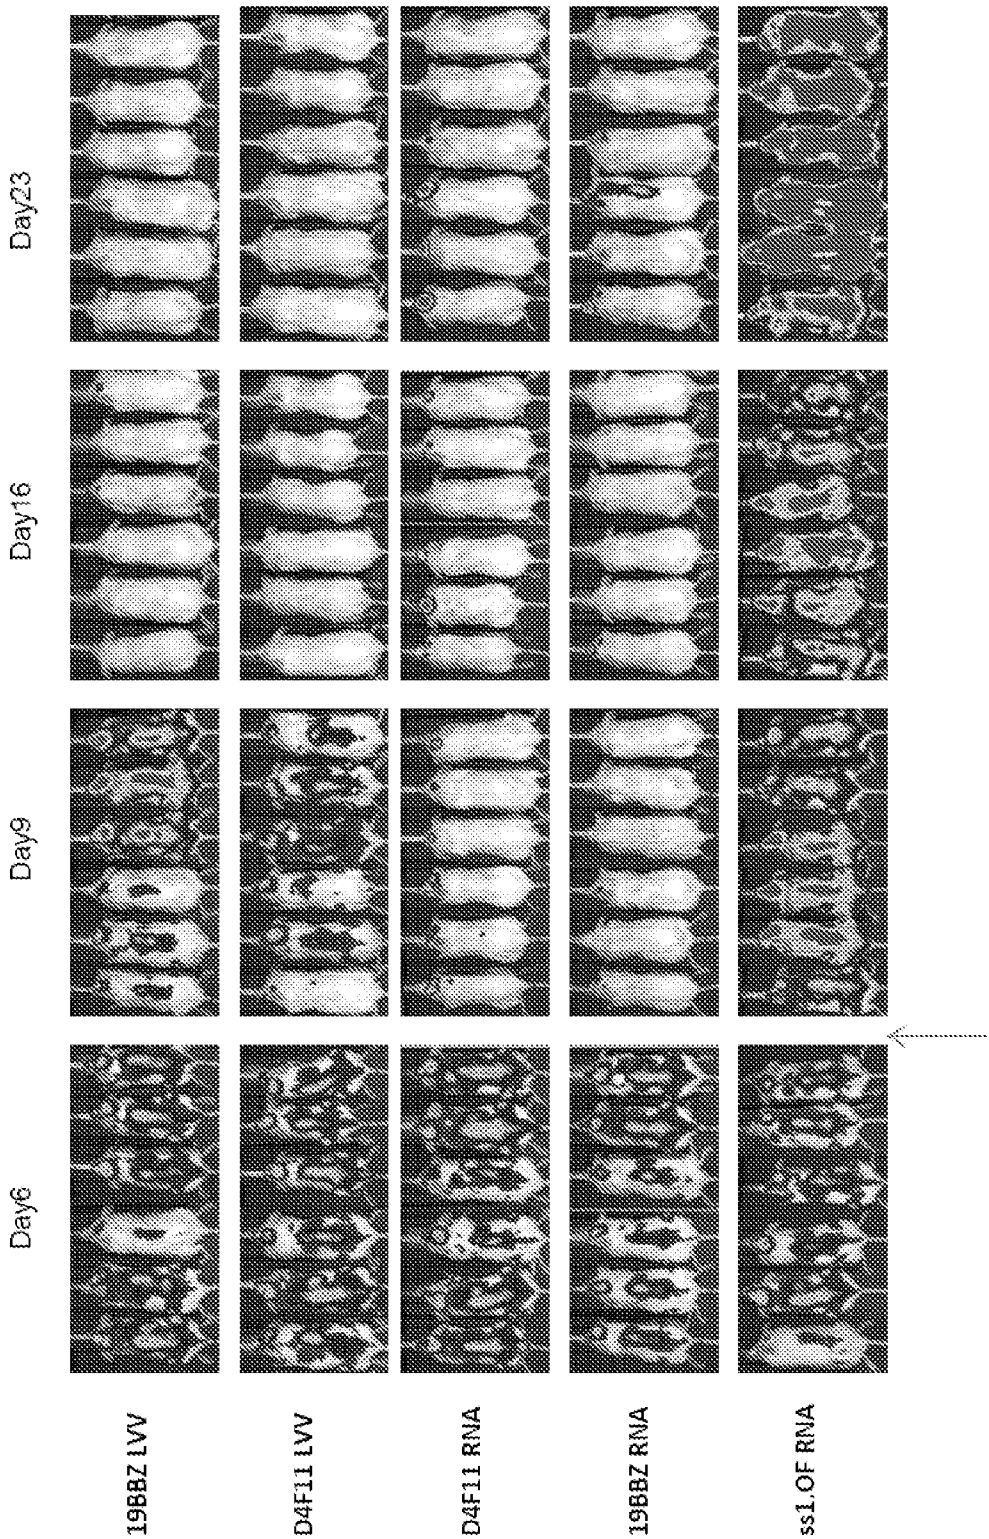 Day6
Day9
Day16
Day23
19BBZ LVV
D4F11 LVV
D4F11 RNA
19BBZ RNA
ss1.OF RNA